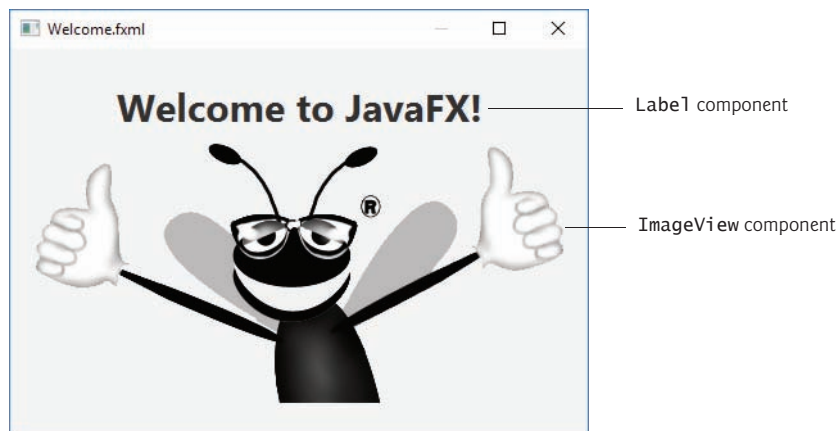 Welcome.fxml
Welcome to JavaFX!
Label component
®
ImageView component